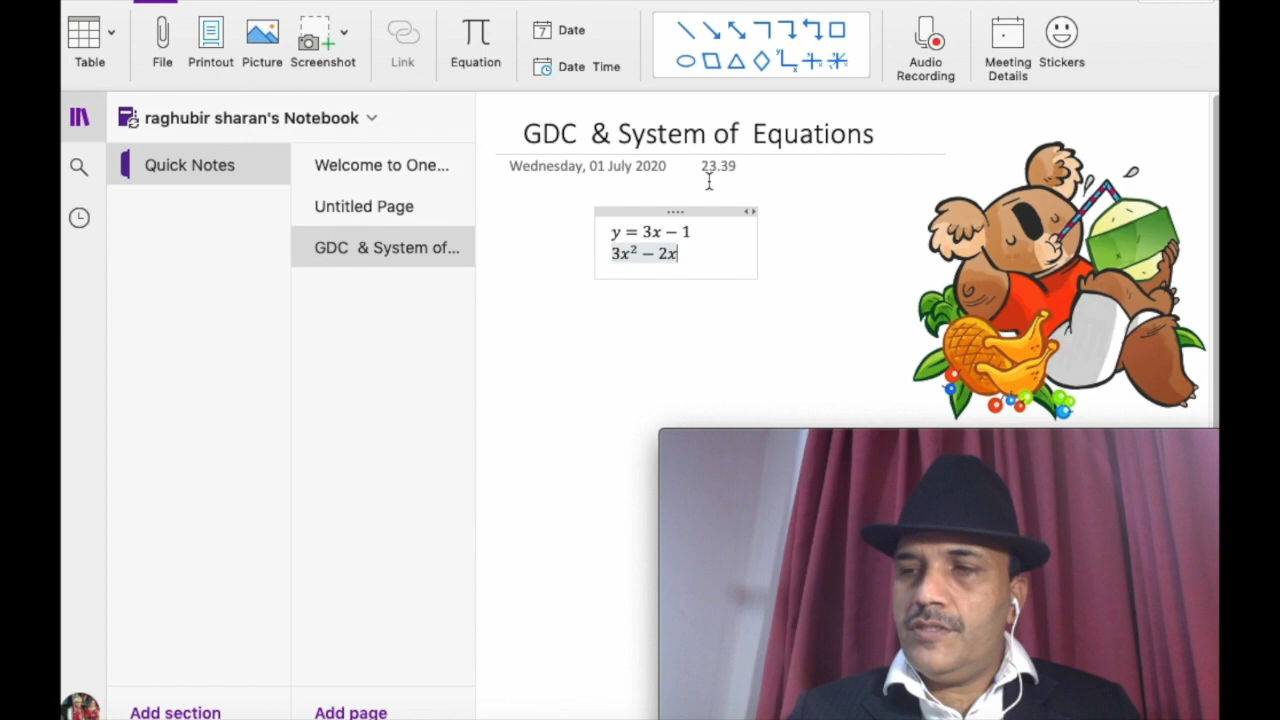 Table
File
Printout
Picture
Screenshot
Link
Equation
Date
Date Time
Audio Recording
Meeting Details
Stickers
raghubir sharan's Notebook
Quick Notes
Welcome to One...
Untitled Page
GDC & System of...
GDC & System of Equations
Wednesday, 01 July 2020 23.39
y = 3x − 1
3x² − 2x
Add section
Add page